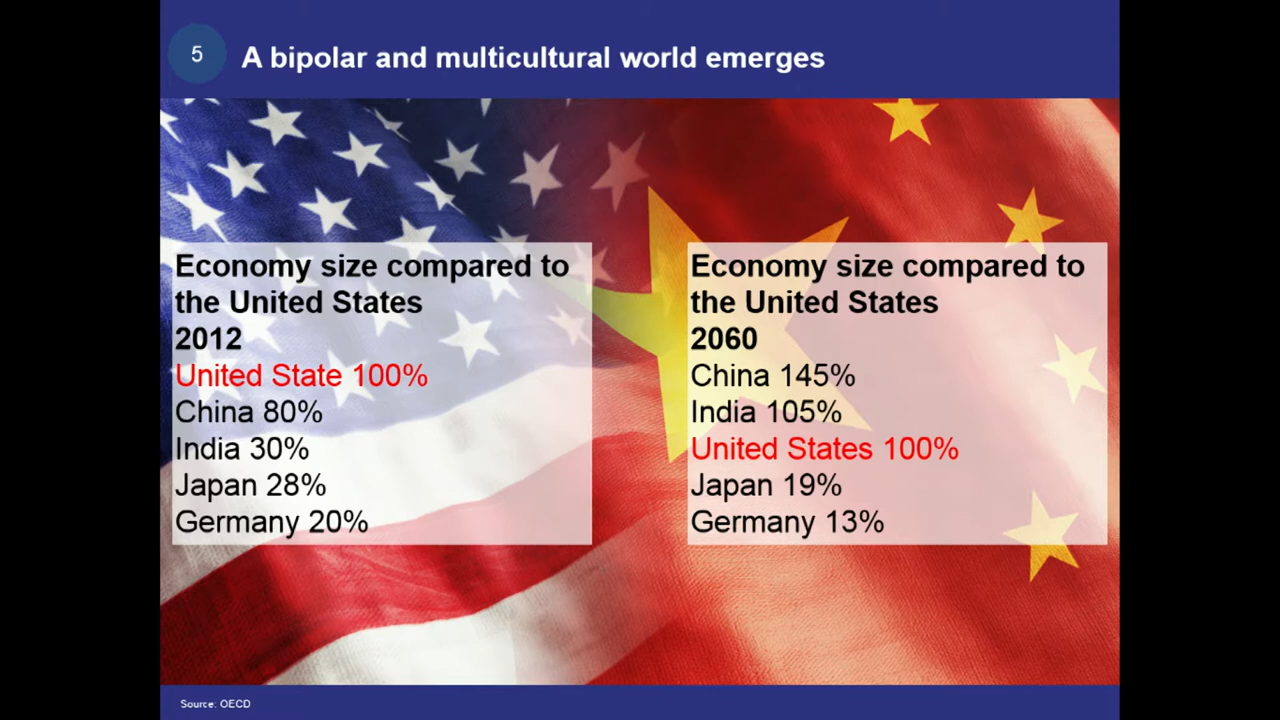 5
A bipolar and multicultural world emerges
Economy size compared to
the United States
2012
United State 100%
China 80%
India 30%
Japan 28%
Germany 20%
Economy size compared to
the United States
2060
China 145%
India 105%
United States 100%
Japan 19%
Germany 13%
Source: OECD